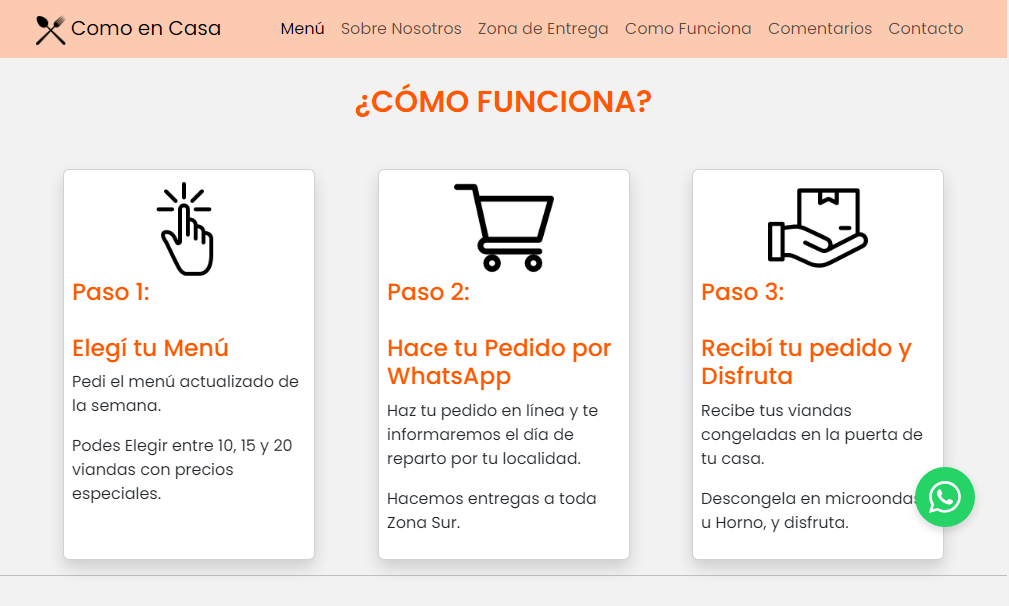 Como en Casa
Menú
Sobre Nosotros
Zona de Entrega
Como Funciona
Comentarios
Contacto
¿CÓMO FUNCIONA?
Paso 1:
Elegí tu Menú
Pedi el menú actualizado de
la semana.
Podes Elegir entre 10, 15 y 20
viandas con precios
especiales.
Paso 2:
Hace tu Pedido por
WhatsApp
Haz tu pedido en línea y te
informaremos el día de
reparto por tu localidad.
Hacemos entregas a toda
Zona Sur.
Paso 3:
Recibí tu pedido y
Disfruta
Recibe tus viandas
congeladas en la puerta de
tu casa.
Descongela en microondas
u Horno, y disfruta.